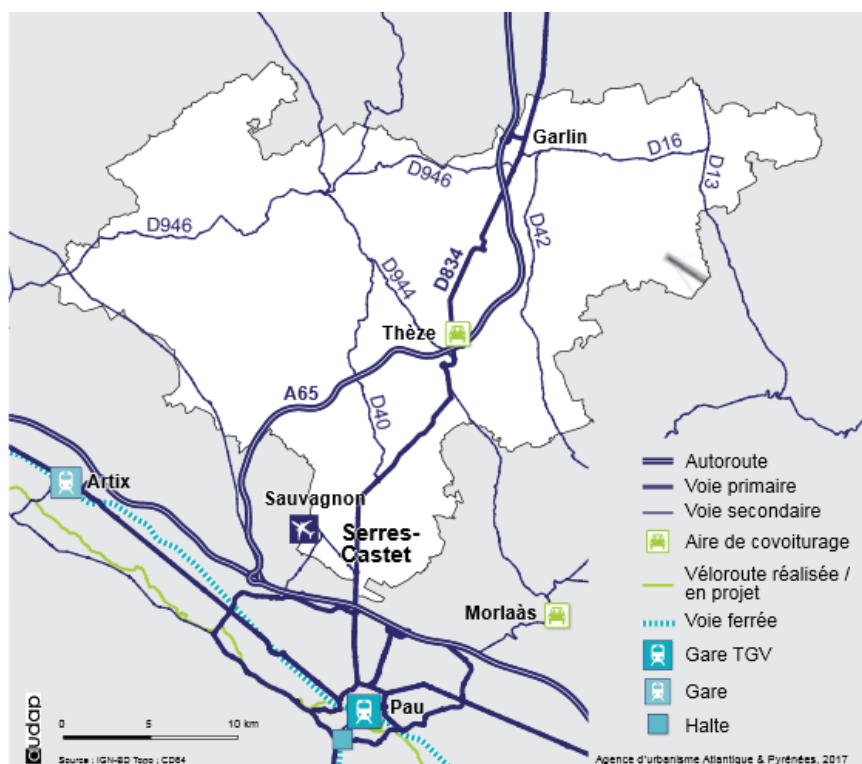 Garlin
D16
D13
D946
D946
D42
D944
D834
Thèze
A65
D40
Artix
Sauvagnon
Serres-
Castet
Morlaàs
Pau
Autoroute
Voie primaire
Voie secondaire
Aire de covoiturage
Véloroute réalisée /
en projet
Voie ferrée
Gare TGV
Gare
Halte
audap
0 5 10 km
Source : IGN-BD Topo ; CD64
Agence d'urbanisme Atlantique & Pyrénées, 2017